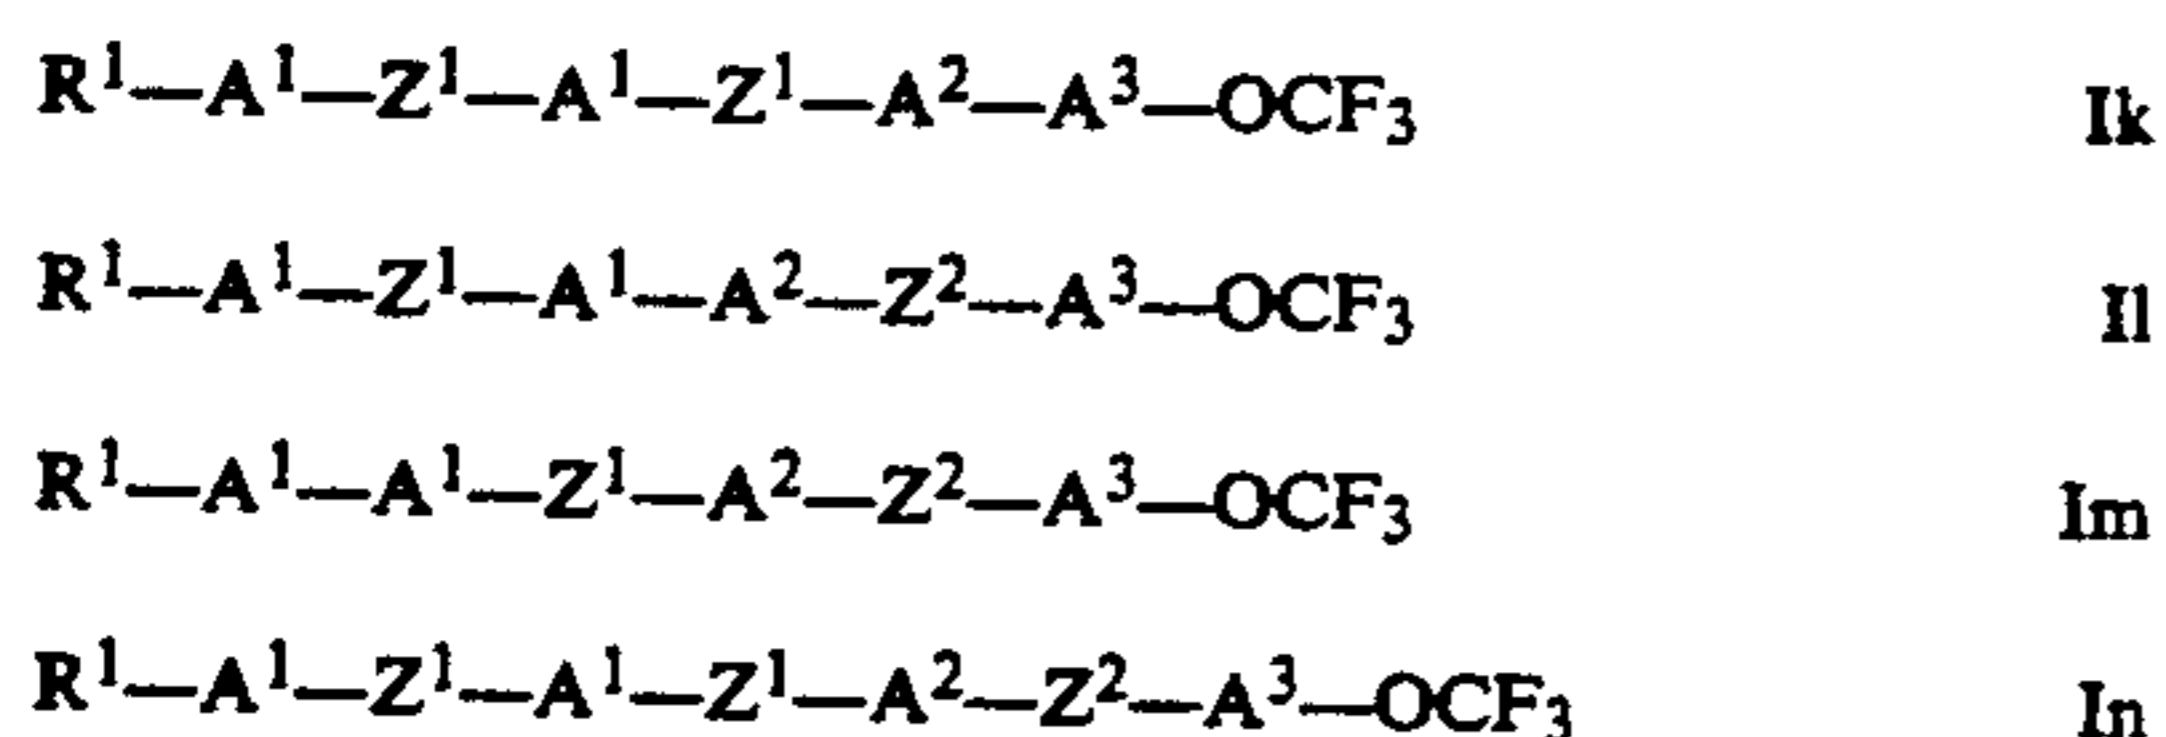 R¹—A¹—Z¹—A¹—Z¹—A²—A³—OCF₃ Ik
R¹—A¹—Z¹—A¹—A²—Z²—A³—OCF₃ Il
R¹—A¹—A¹—Z¹—A²—Z²—A³—OCF₃ Im
R¹—A¹—Z¹—A¹—Z¹—A²—Z²—A³—OCF₃ In